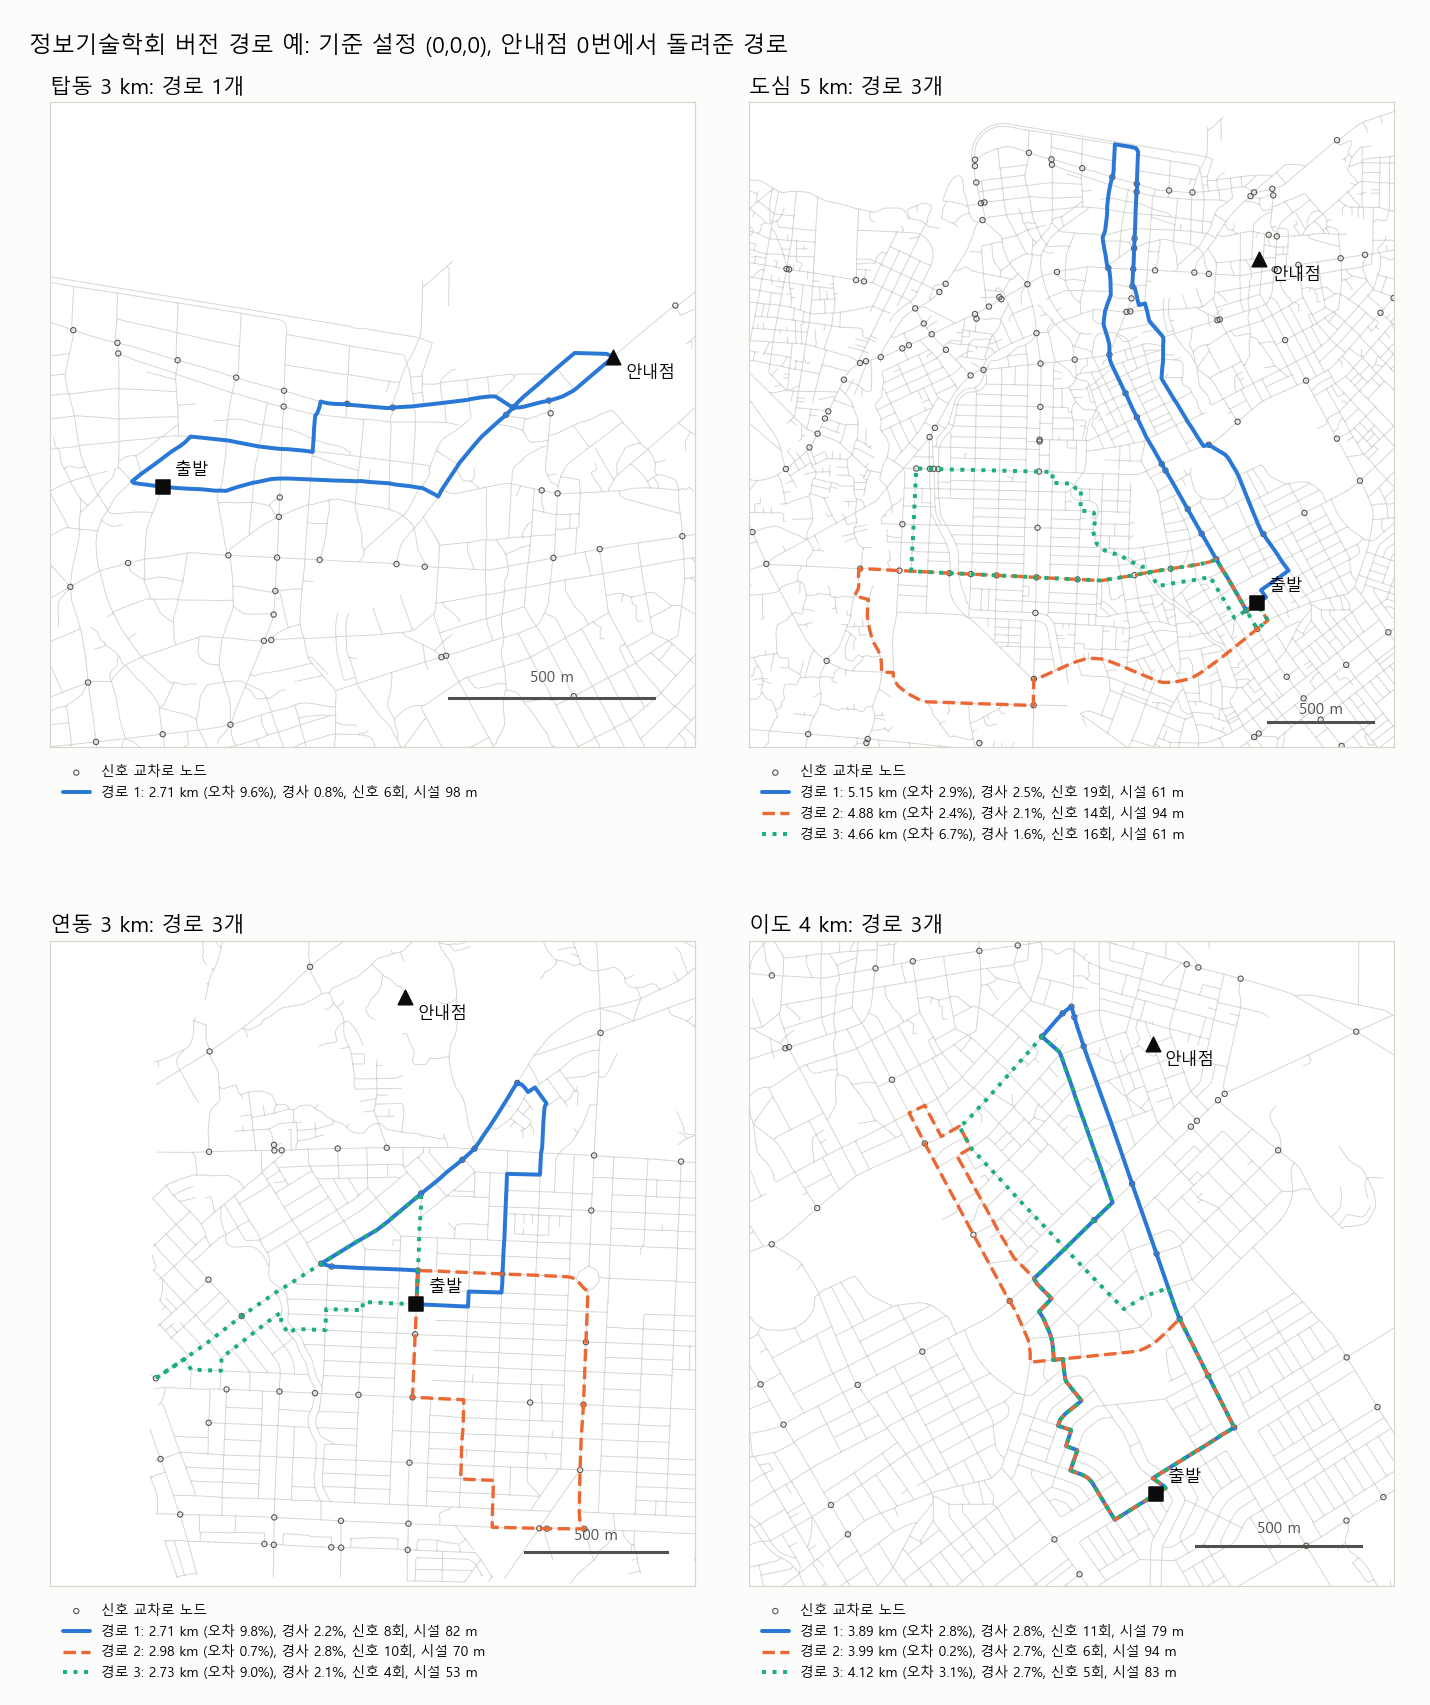 정보기술학회 버전 경로 예: 기준 설정 (0,0,0), 안내점 0번에서 돌려준 경로
탑동 3 km: 경로 1개
안내점
출발
500 m
신호 교차로 노드
경로 1: 2.71 km (오차 9.6%), 경사 0.8%, 신호 6회, 시설 98 m
도심 5 km: 경로 3개
안내점
출발
500 m
신호 교차로 노드
경로 1: 5.15 km (오차 2.9%), 경사 2.5%, 신호 19회, 시설 61 m
경로 2: 4.88 km (오차 2.4%), 경사 2.1%, 신호 14회, 시설 94 m
경로 3: 4.66 km (오차 6.7%), 경사 1.6%, 신호 16회, 시설 61 m
연동 3 km: 경로 3개
안내점
출발
500 m
신호 교차로 노드
경로 1: 2.71 km (오차 9.8%), 경사 2.2%, 신호 8회, 시설 82 m
경로 2: 2.98 km (오차 0.7%), 경사 2.8%, 신호 10회, 시설 70 m
경로 3: 2.73 km (오차 9.0%), 경사 2.1%, 신호 4회, 시설 53 m
이도 4 km: 경로 3개
안내점
출발
500 m
신호 교차로 노드
경로 1: 3.89 km (오차 2.8%), 경사 2.8%, 신호 11회, 시설 79 m
경로 2: 3.99 km (오차 0.2%), 경사 2.7%, 신호 6회, 시설 94 m
경로 3: 4.12 km (오차 3.1%), 경사 2.7%, 신호 5회, 시설 83 m